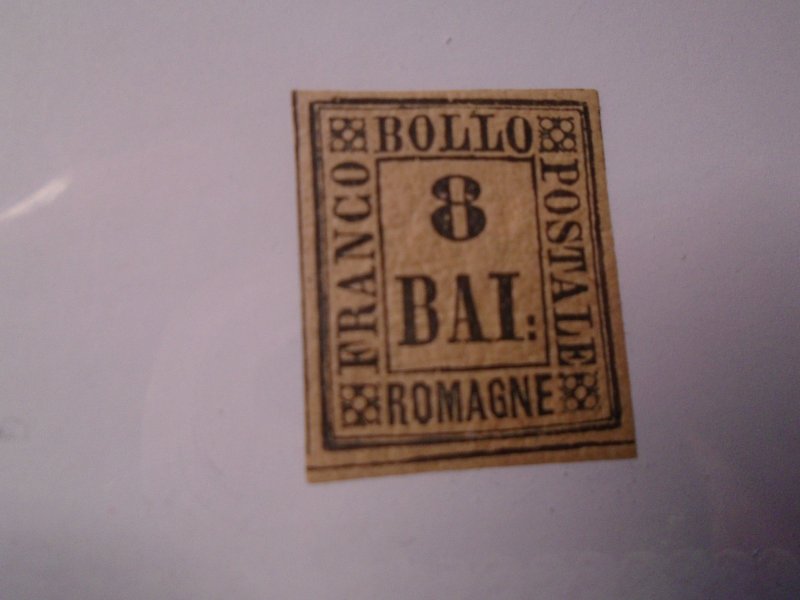 BOLLO
FRANCO
POSTALE
8
BAI:
ROMAGNE